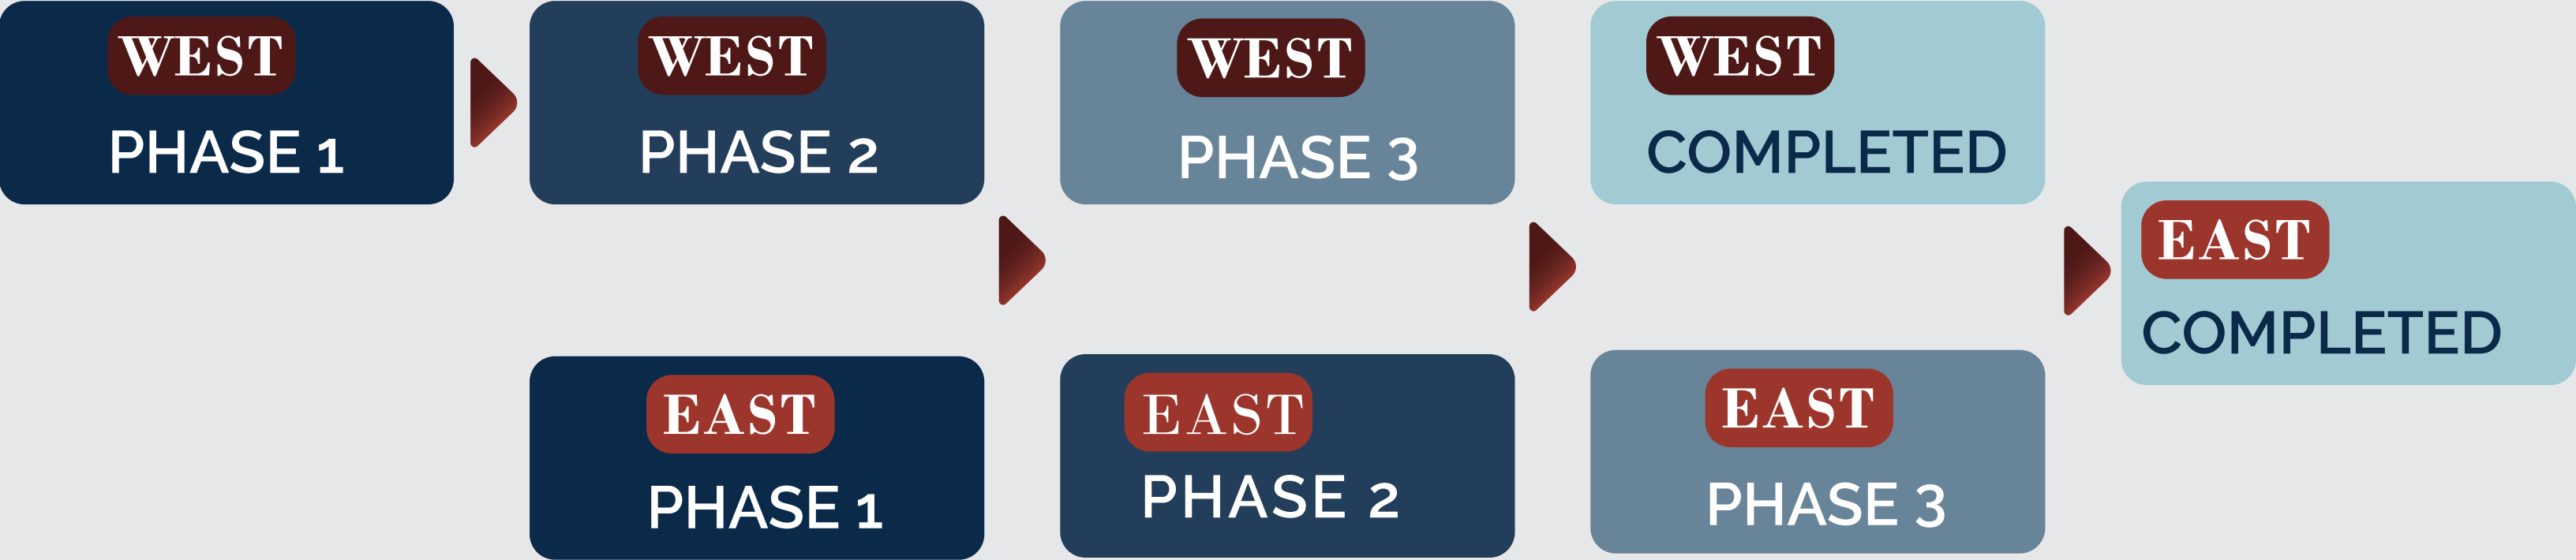 WEST
PHASE 1
WEST
PHASE 2
EAST
PHASE 1
WEST
PHASE 3
EAST
PHASE 2
WEST
COMPLETED
EAST
PHASE 3
EAST
COMPLETED